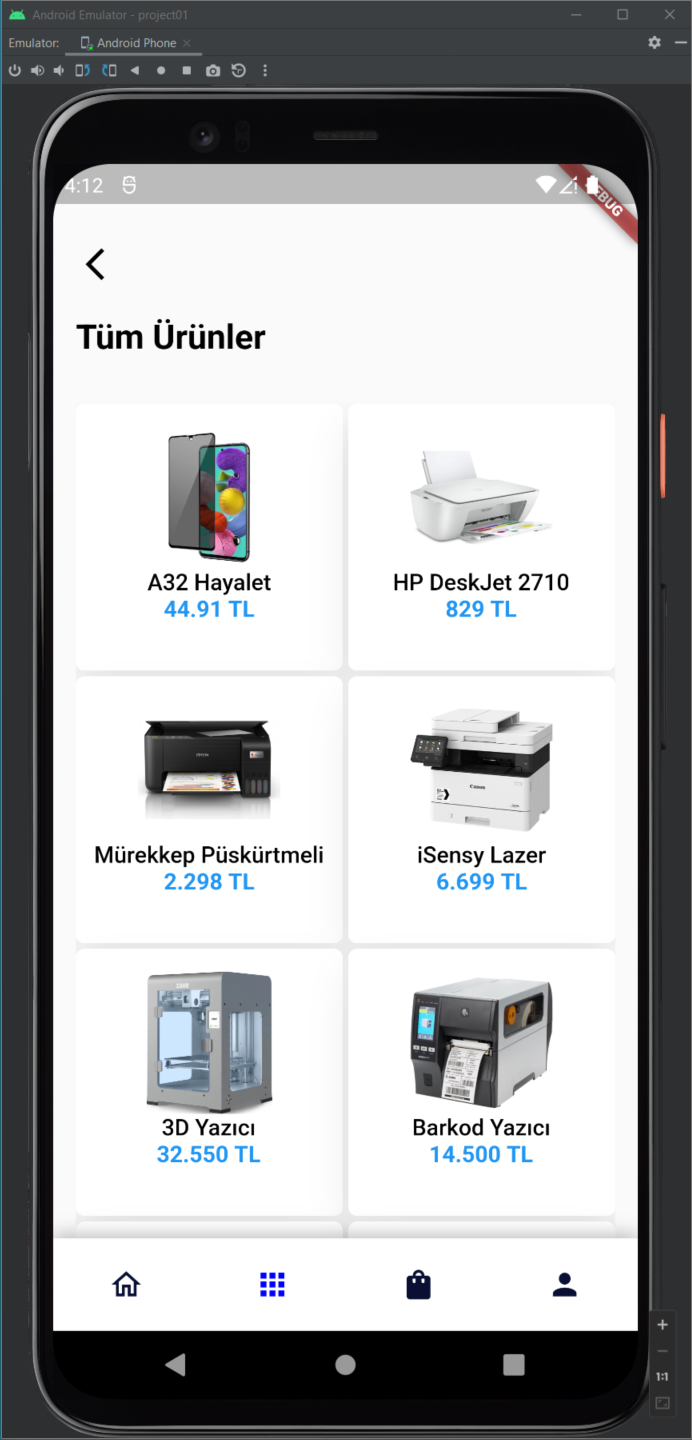 Android Emulator - project01
Emulator:
Android Phone
4:12
DEBUG
Tüm Ürünler
A32 Hayalet
44.91 TL
HP DeskJet 2710
829 TL
EPSON
Mürekkep Püskürtmeli
2.298 TL
Canon
iSensy Lazer
6.699 TL
3D Yazıcı
32.550 TL
Barkod Yazıcı
14.500 TL
1:1